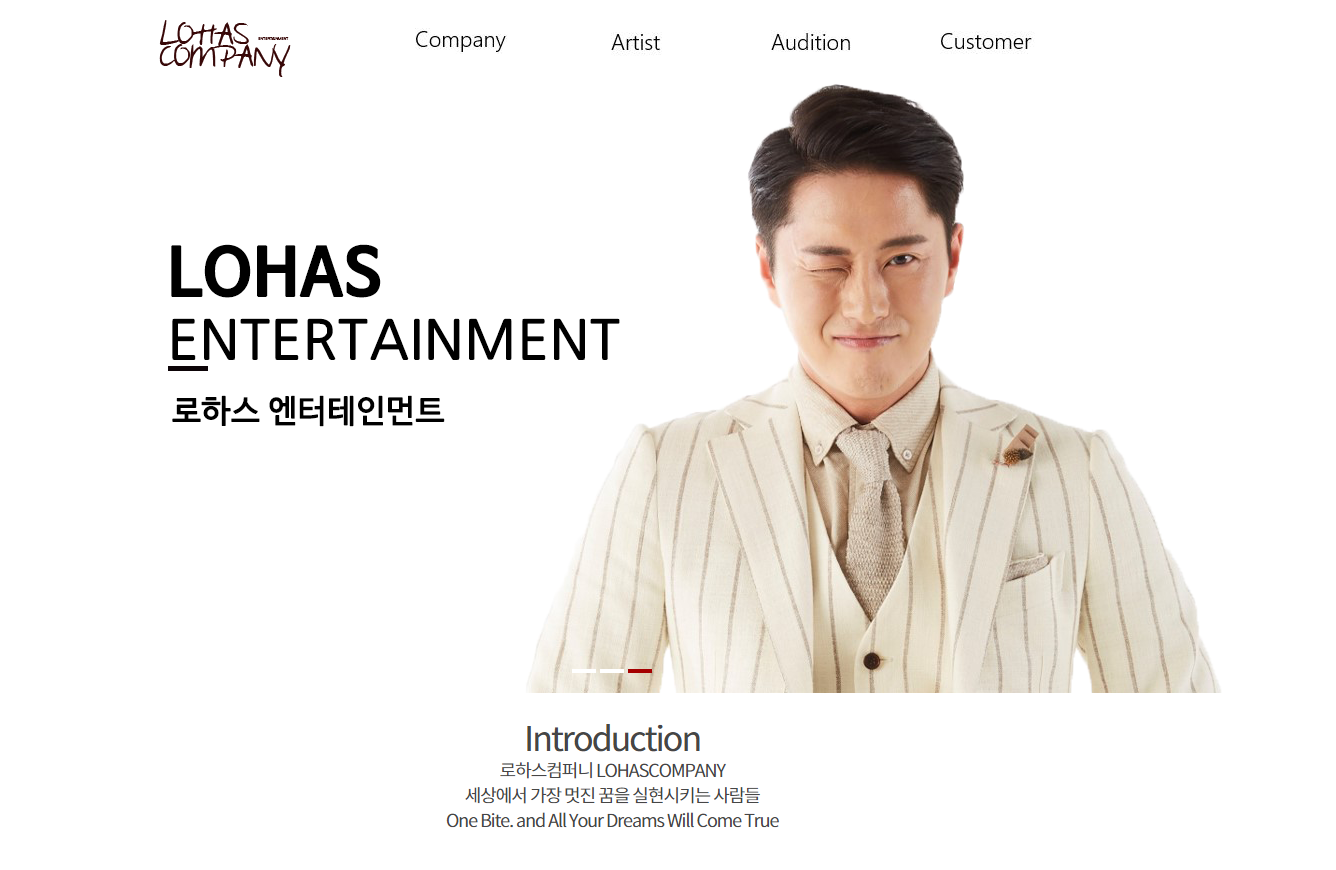 LOHAS
COMPANY
ENTERTAINMENT
Company
Artist
Audition
Customer
LOHAS
ENTERTAINMENT
로하스 엔터테인먼트
Introduction
로하스컴퍼니 LOHASCOMPANY
세상에서 가장 멋진 꿈을 실현시키는 사람들
One Bite. and All Your Dreams Will Come True